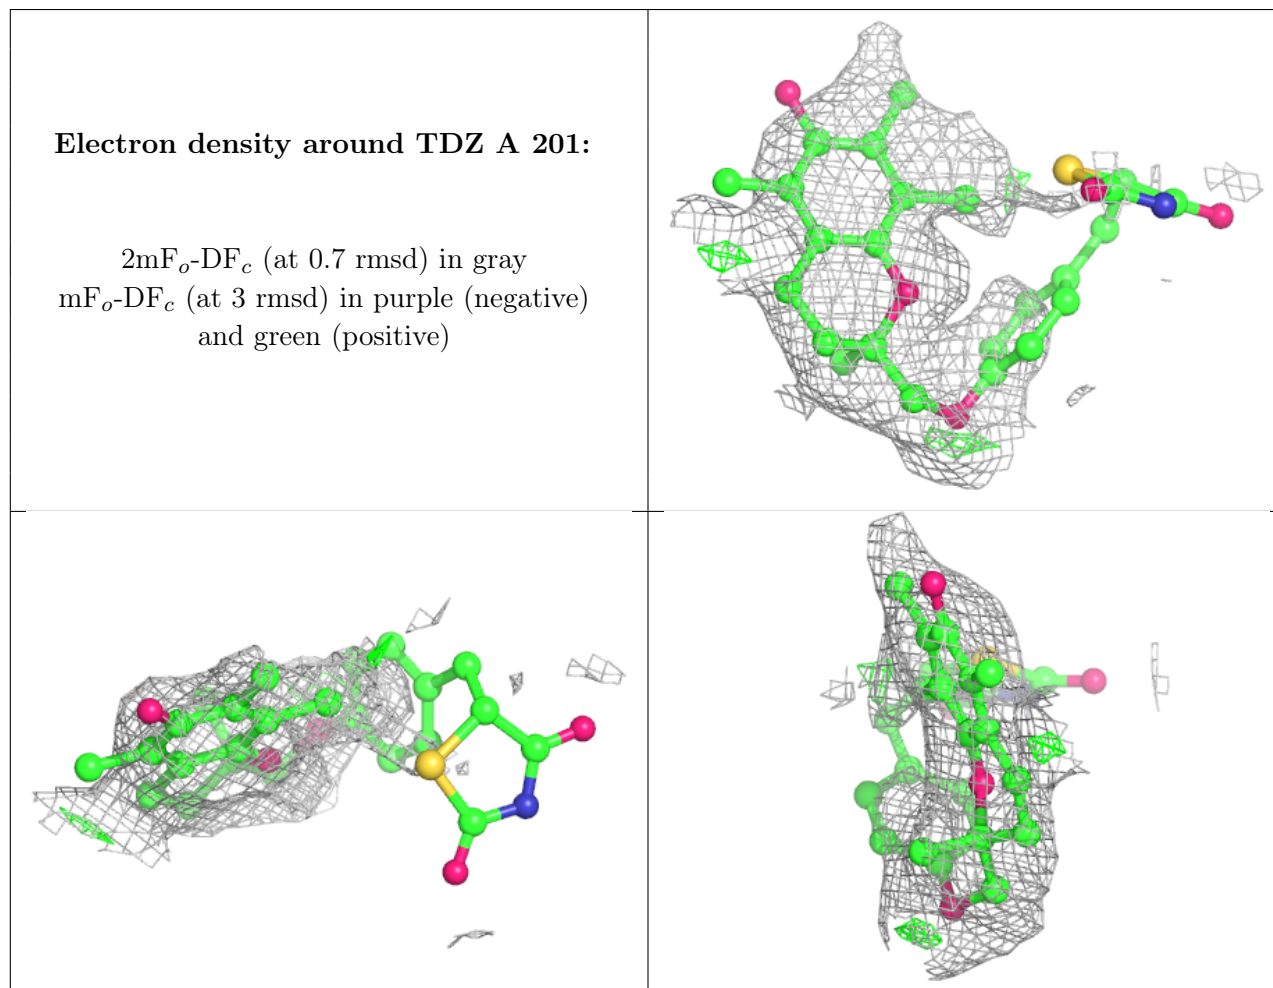 Electron density around TDZ A 201:
2mFo-DFc (at 0.7 rmsd) in gray
mFo-DFc (at 3 rmsd) in purple (negative)
and green (positive)